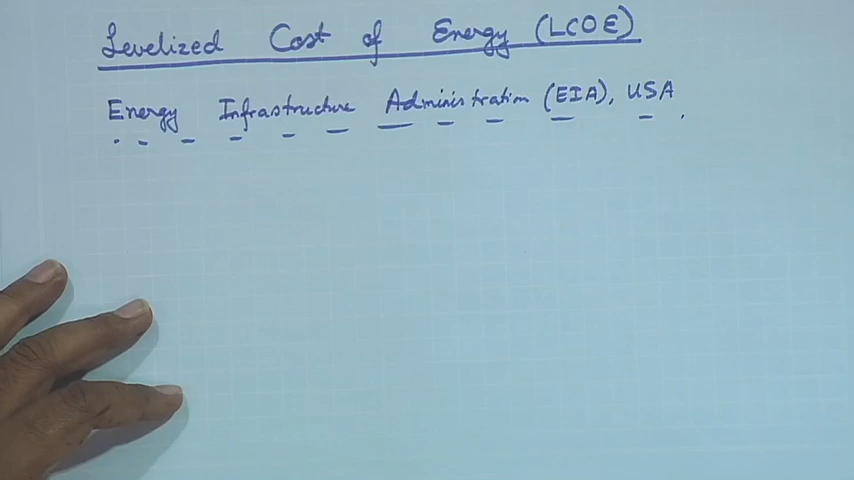 Levelized Cost of Energy (LCOE)
Energy Infrastructure Administration (EIA), USA